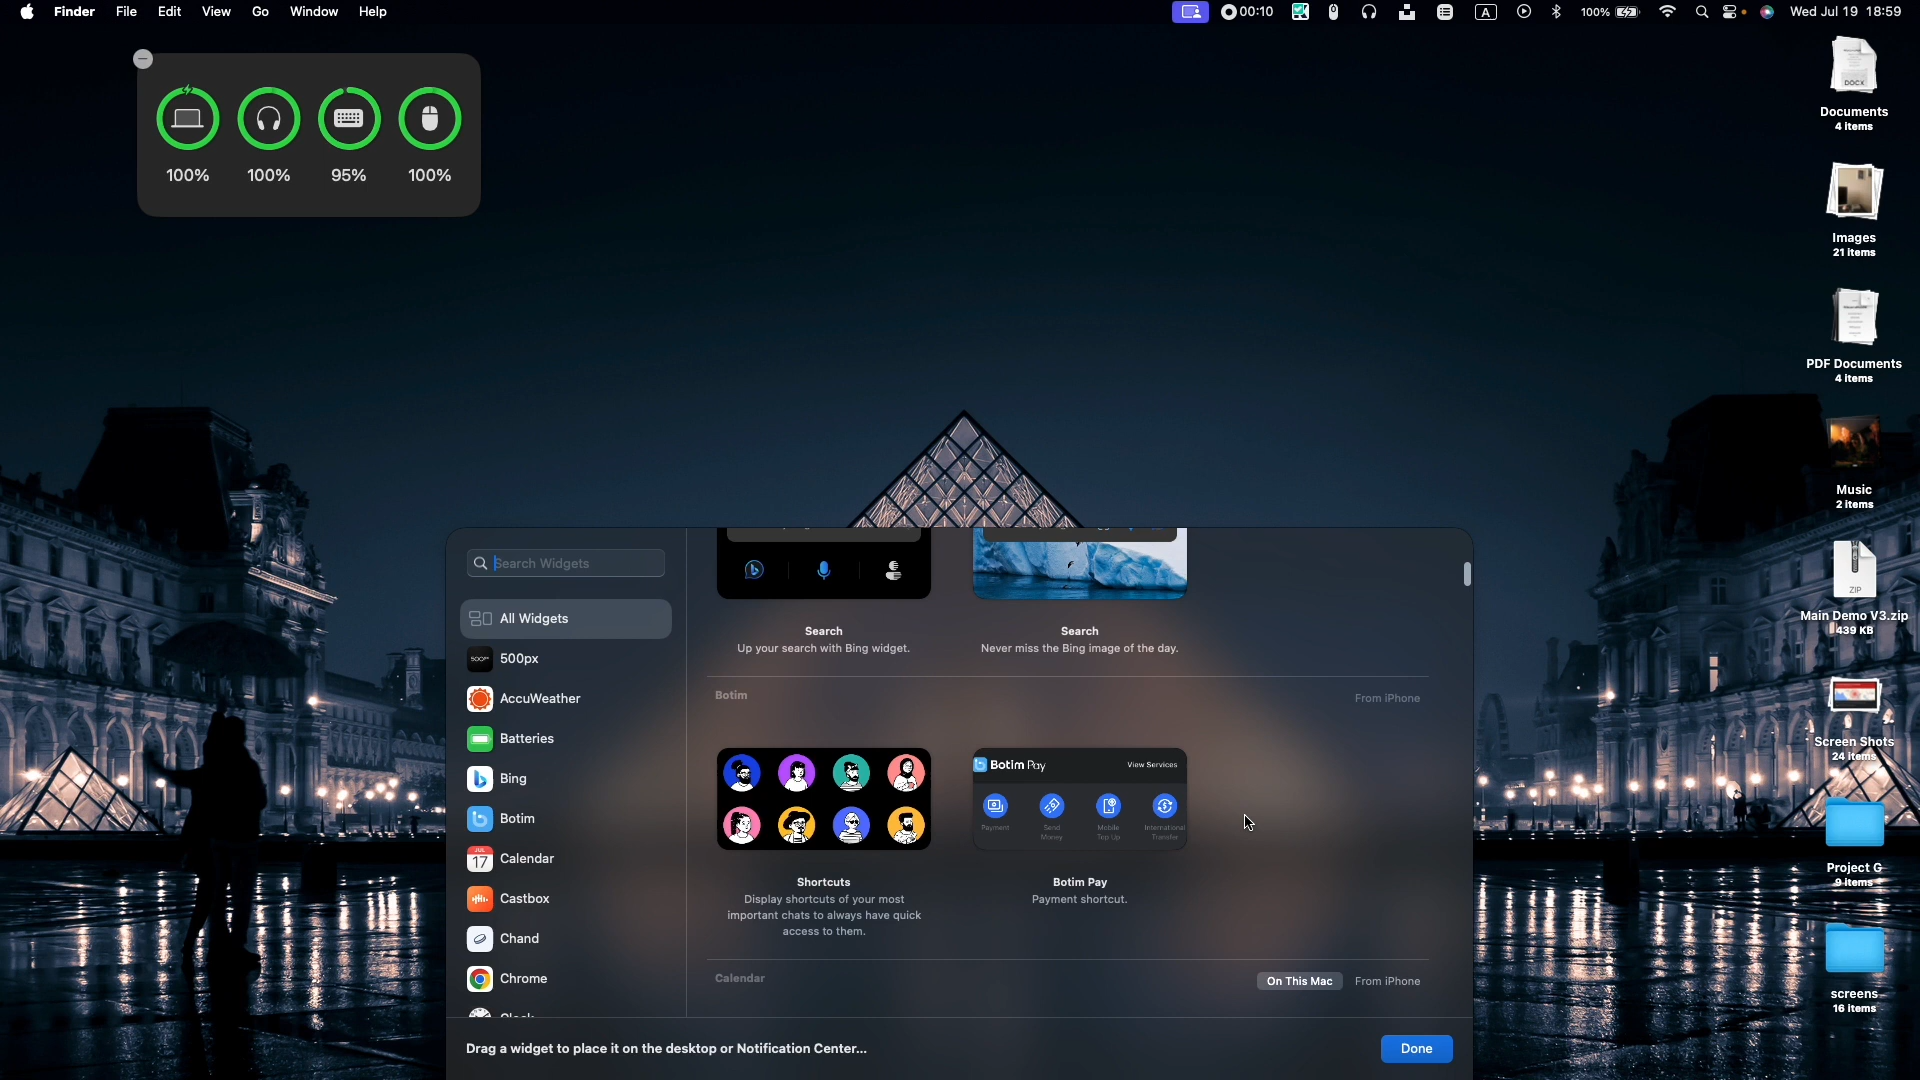 Finder File Edit View Go Window Help
00:10
A
100%
Wed Jul 19 18:59
100% 100% 95% 100%
DOCX
Documents
4 items
Images
21 items
PDF Documents
4 items
Music
2 items
ZIP
Main Demo V3.zip
439 KB
Screen Shots
24 items
Project G
9 items
screens
16 items
Search Widgets
All Widgets
500px
AccuWeather
Batteries
Bing
Botim
JUL
17
Calendar
Castbox
Chand
Chrome
Search
Up your search with Bing widget.
Search
Never miss the Bing image of the day.
Botim
From iPhone
Botim Pay
View Services
Payment
Send
Money
Mobile
Top Up
International
Transfer
Shortcuts
Display shortcuts of your most
important chats to always have quick
access to them.
Botim Pay
Payment shortcut.
Calendar
On This Mac
From iPhone
Drag a widget to place it on the desktop or Notification Center...
Done